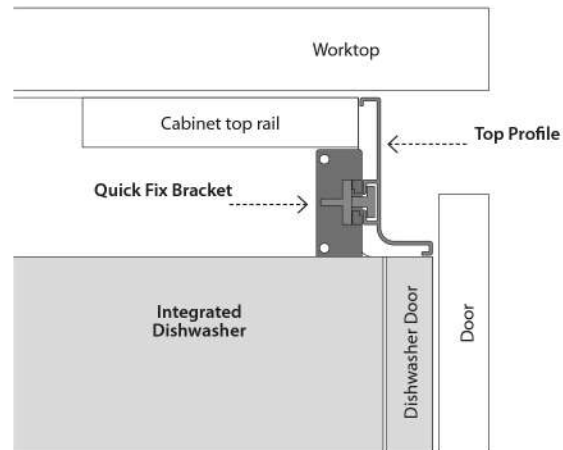 Worktop
Cabinet top rail
Top Profile
Quick Fix Bracket
Integrated
Dishwasher
Dishwasher Door
Door